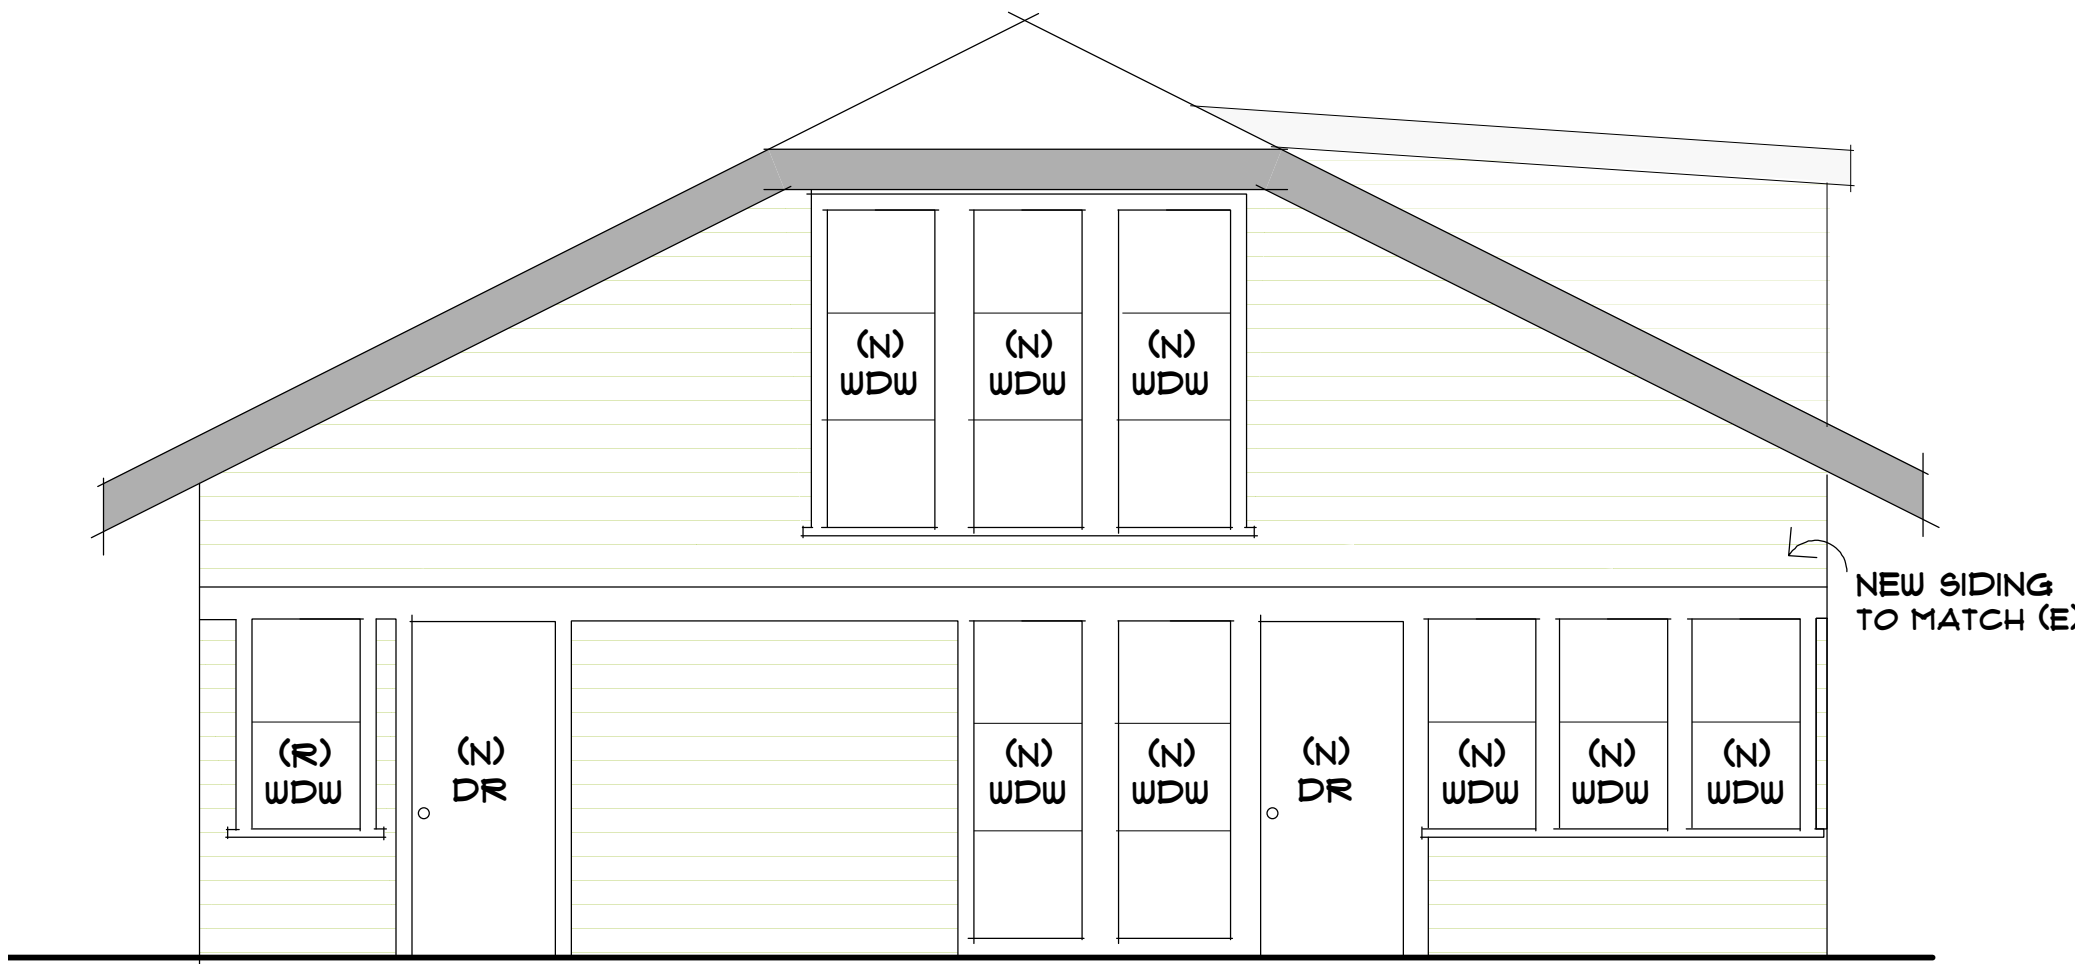 (N)
WDW
(N)
WDW
(N)
WDW
NEW SIDING
TO MATCH (E)
(R)
WDW
(N)
DR
(N)
WDW
(N)
WDW
(N)
DR
(N)
WDW
(N)
WDW
(N)
WDW